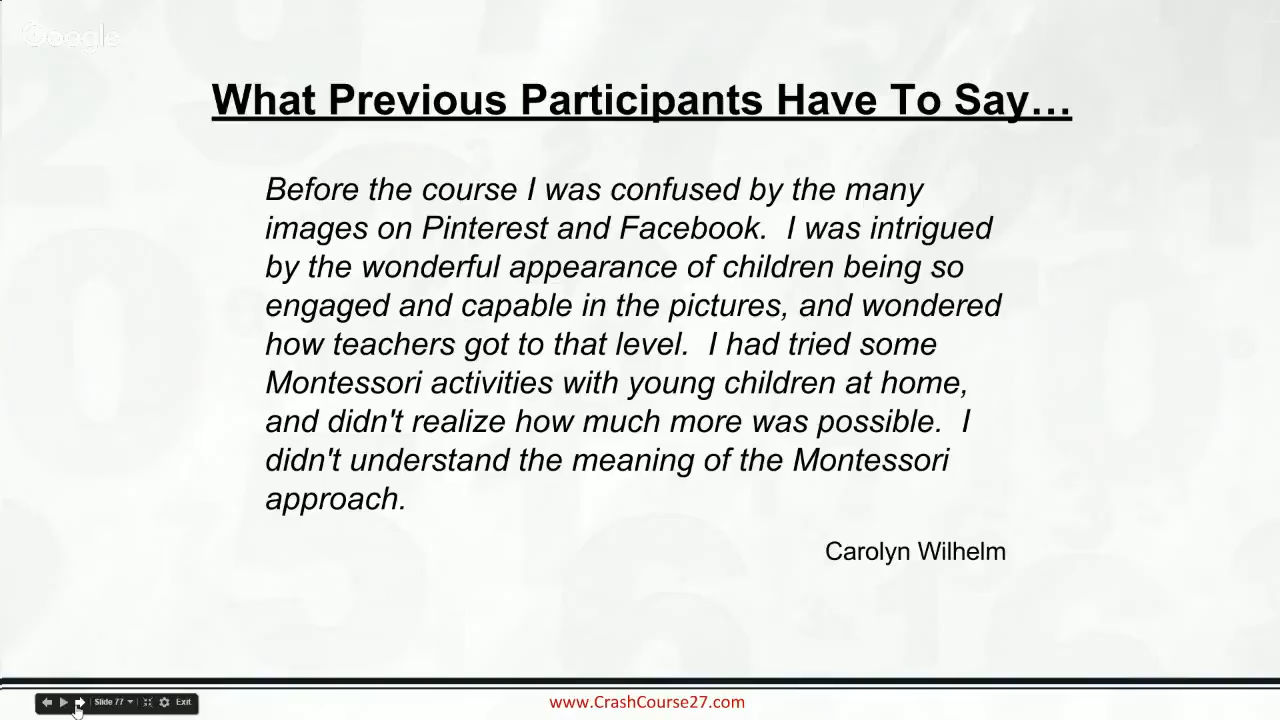 Google
What Previous Participants Have To Say…
Before the course I was confused by the many
images on Pinterest and Facebook.  I was intrigued
by the wonderful appearance of children being so
engaged and capable in the pictures, and wondered
how teachers got to that level.  I had tried some
Montessori activities with young children at home,
and didn't realize how much more was possible.  I
didn't understand the meaning of the Montessori
approach.
Carolyn Wilhelm
Slide 77
Exit
www.CrashCourse27.com